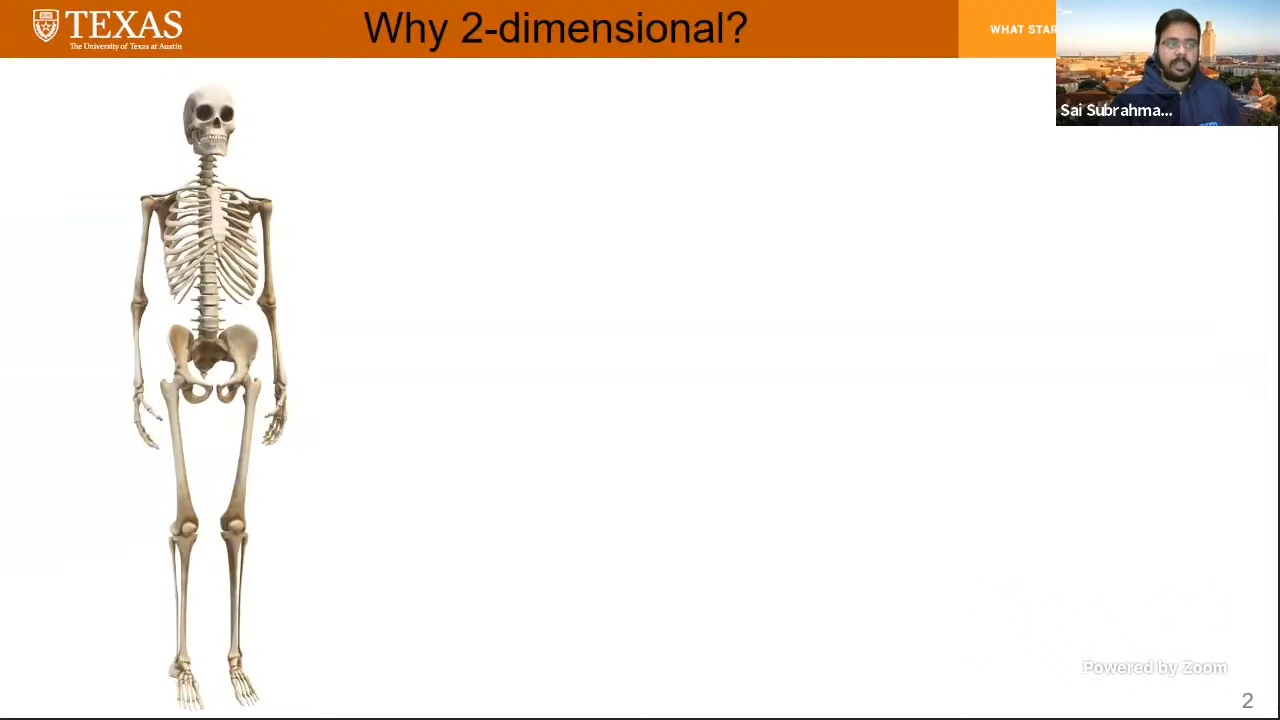 TEXAS
The University of Texas at Austin
Why 2-dimensional?
WHAT STAR
Sai Subrahma...
Powered by Zoom
2